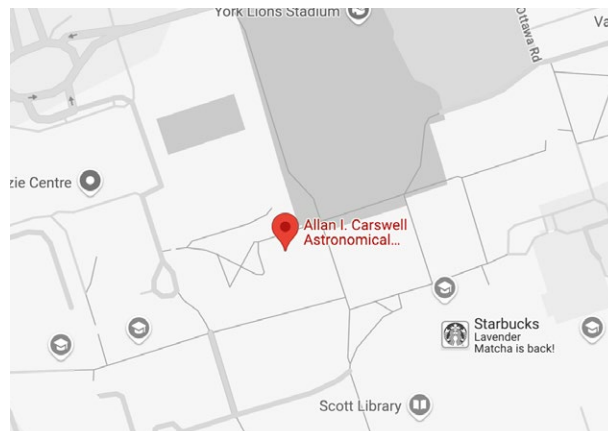 York Lions Stadium
Ottawa Rd
Va
zie Centre
Allan I. Carswell
Astronomical...
Starbucks
Lavender
Matcha is back!
Scott Library